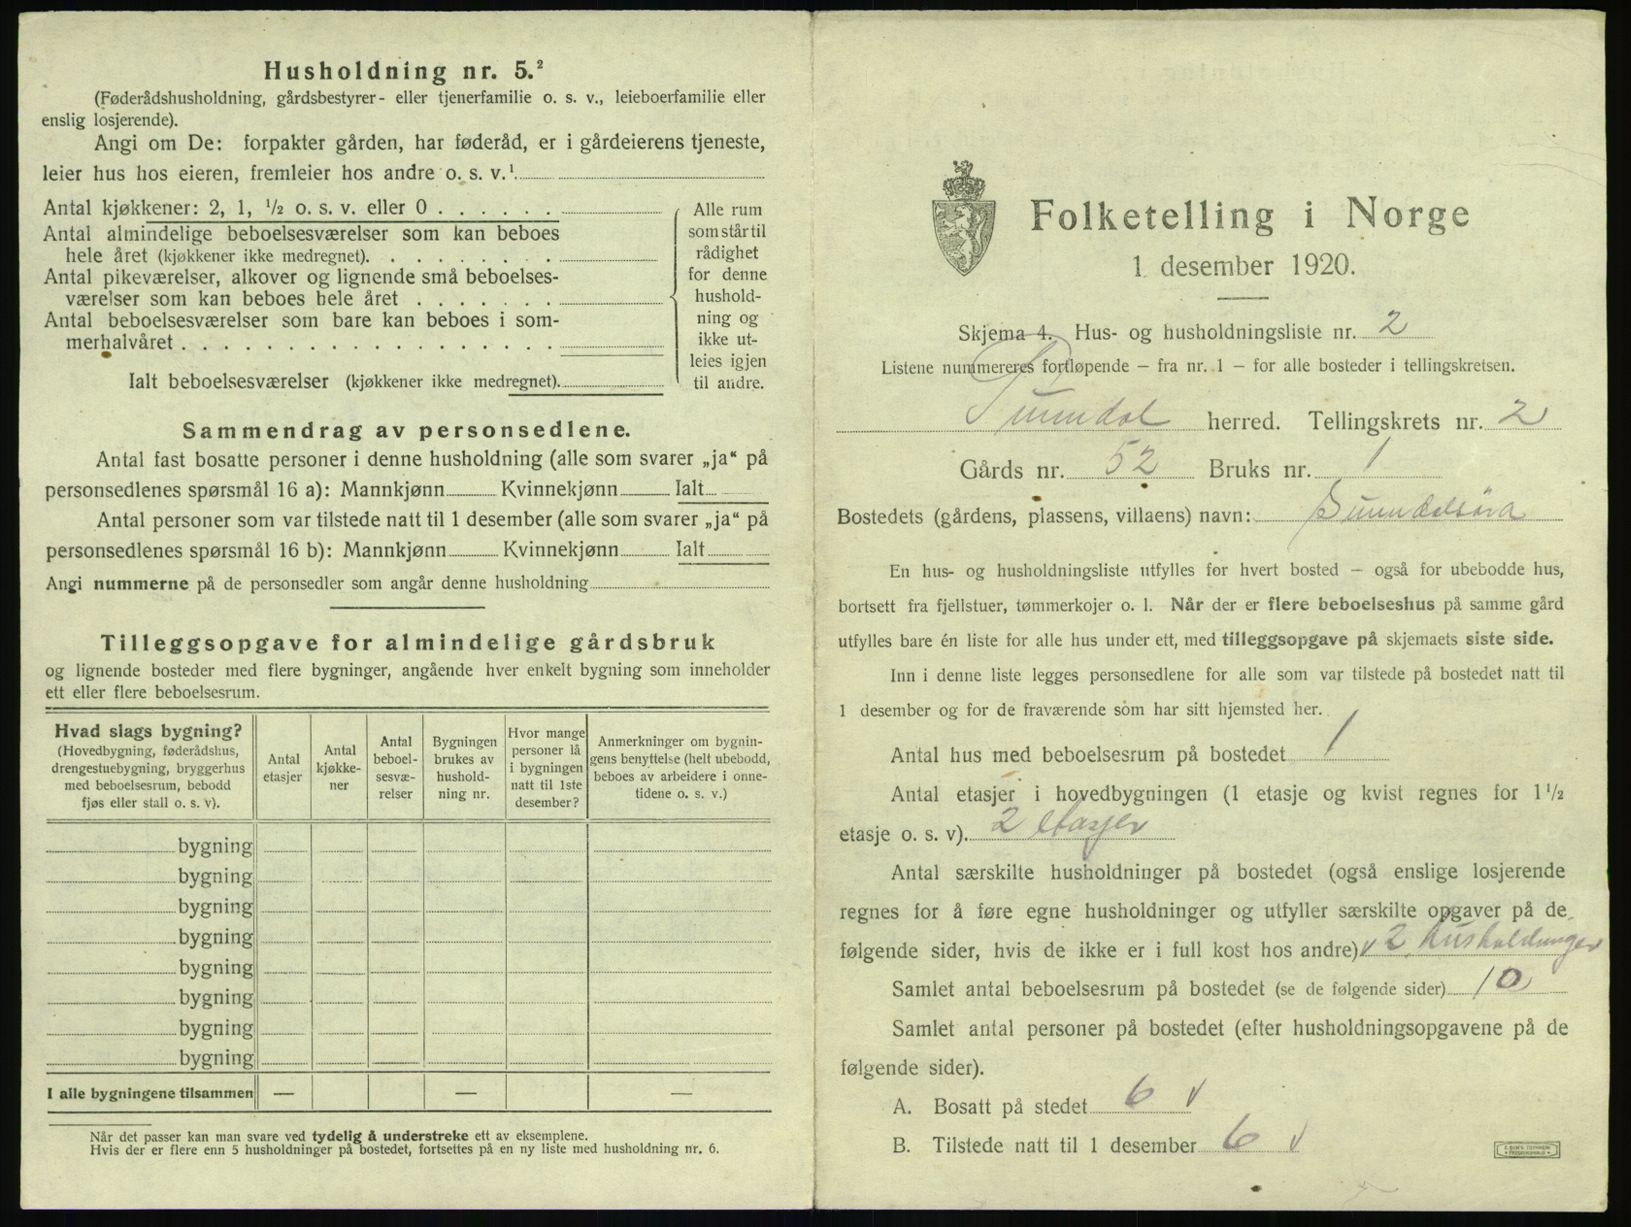 Husholdning nr. 5.²
(Føderådshusholdning, gårdsbestyrer- eller tjenerfamilie o. s. v., leieboerfamilie eller
enslig losjerende).
Angi om De: forpakter gården, har føderåd, er i gårdeierens tjeneste,
leier hus hos eieren, fremleier hos andre o. s. v.¹
Antal kjøkkener: 2, 1, ½ o. s. v. eller 0 . . . . . .
Antal almindelige beboelsesværelser som kan beboes
hele året (kjøkkener ikke medregnet). . . . . . . . .
Antal pikeværelser, alkover og lignende små beboelses-
værelser som kan beboes hele året . . . . . . .
Antal beboelsesværelser som bare kan beboes i som-
merhalvåret . . . . . . . . . . . . . . . . . .
Ialt beboelsesværelser (kjøkkener ikke medregnet).
Alle rum
som står til
rådighet
for denne
hushold-
ning og
ikke ut-
leies igjen
til andre.
Sammendrag av personsedlene.
Antal fast bosatte personer i denne husholdning (alle som svarer „ja“ på
personsedlenes spørsmål 16 a): Mannkjønn Kvinnekjønn Ialt
Antal personer som var tilstede natt til 1 desember (alle som svarer „ja“ på
personsedlenes spørsmål 16 b): Mannkjønn Kvinnekjønn Ialt
Angi nummerne på de personsedler som angår denne husholdning
Tilleggsopgave for almindelige gårdsbruk
og lignende bosteder med flere bygninger, angående hver enkelt bygning som inneholder
ett eller flere beboelsesrum.
Hvad slags bygning?
(Hovedbygning, føderådshus,
drengestuebygning, bryggerhus
med beboelsesrum, bebodd
fjøs eller stall o. s. v).
Antal
etasjer
Antal
kjøkke-
ner
Antal
beboel-
sesvæ-
relser
Bygningen
brukes av
hushold-
ning nr.
Hvor mange
personer lå
i bygningen
natt til 1ste
desember?
Anmerkninger om bygnin-
gens benyttelse (helt ubebodd,
beboes av arbeidere i onne-
tidene o. s. v.)
bygning
bygning
bygning
bygning
bygning
bygning
bygning
bygning
I alle bygningene tilsammen — — —
Når det passer kan man svare ved tydelig å understreke ett av eksemplene.
Hvis der er flere enn 5 husholdninger på bostedet, fortsettes på en ny liste med husholdning nr. 6.
Folketelling i Norge
1 desember 1920.
Skjema 4. Hus- og husholdningsliste nr. 2
Listene nummereres fortløpende – fra nr. 1 – for alle bosteder i tellingskretsen.
Sunndal herred. Tellingskrets nr. 2
Gårds nr. 52 Bruks nr. 1
Bostedets (gårdens, plassens, villaens) navn: Sunndalsøra
En hus- og husholdningsliste utfylles for hvert bosted – også for ubebodde hus,
bortsett fra fjellstuer, tømmerkojer o. l. Når der er flere beboelseshus på samme gård
utfylles bare én liste for alle hus under ett, med tilleggsopgave på skjemaets siste side.
Inn i denne liste legges personsedlene for alle som var tilstede på bostedet natt til
1 desember og for de fraværende som har sitt hjemsted her.
Antal hus med beboelsesrum på bostedet 1
Antal etasjer i hovedbygningen (1 etasje og kvist regnes for 1½
etasje o. s. v). 2 etasjer
Antal særskilte husholdninger på bostedet (også enslige losjerende
regnes for å føre egne husholdninger og utfyller særskilte opgaver på de
følgende sider, hvis de ikke er i full kost hos andre) v 2 husholdninger
Samlet antal beboelsesrum på bostedet (se de følgende sider) 10
Samlet antal personer på bostedet (efter husholdningsopgavene på de
følgende sider).
A. Bosatt på stedet 6 v
B. Tilstede natt til 1 desember 6 v